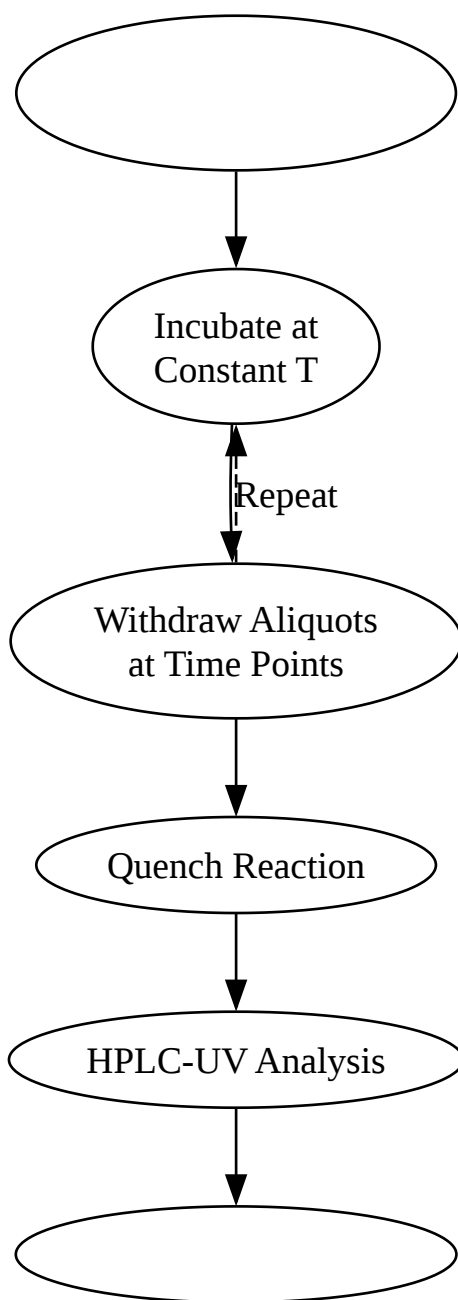 Incubate at
Constant T
Repeat
Withdraw Aliquots
at Time Points
Quench Reaction
HPLC-UV Analysis